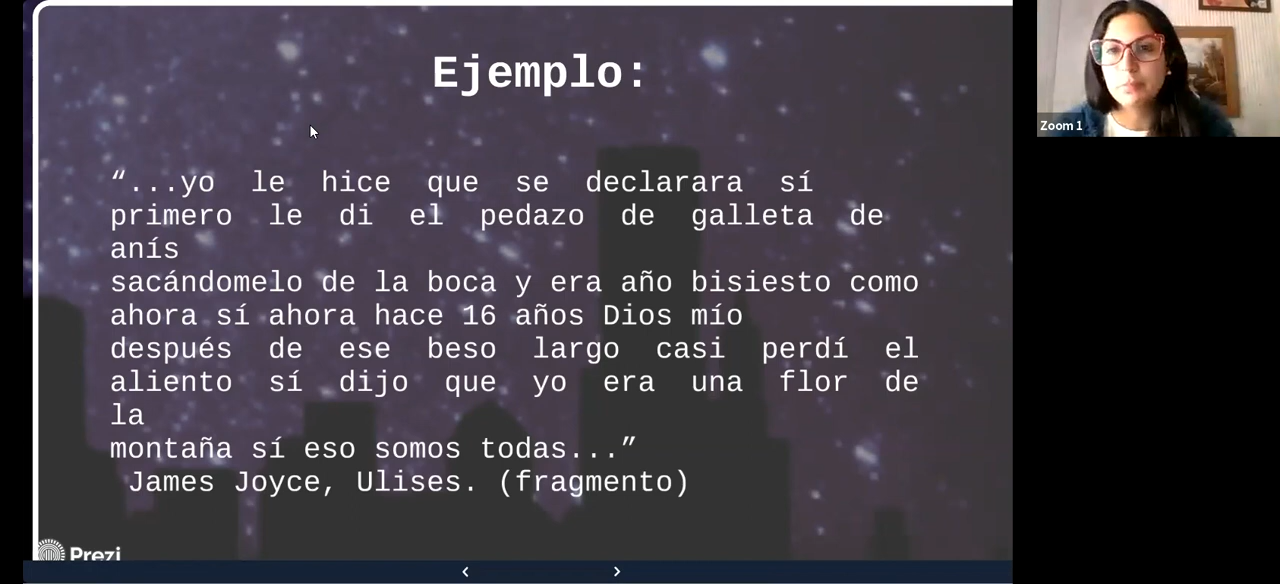 Ejemplo:
“...yo le hice que se declarara sí
primero le di el pedazo de galleta de
anís
sacándomelo de la boca y era año bisiesto como
ahora sí ahora hace 16 años Dios mío
después de ese beso largo casi perdí el
aliento sí dijo que yo era una flor de
la
montaña sí eso somos todas...”
James Joyce, Ulises. (fragmento)
Prezi
Zoom 1